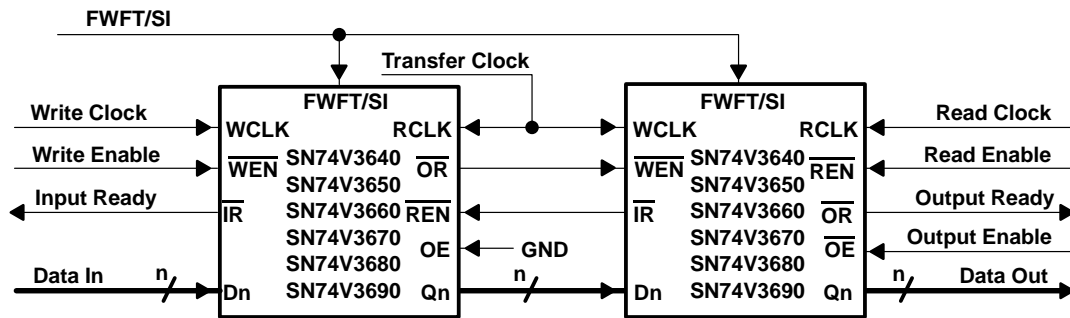 FWFT/SI
Transfer Clock
FWFT/SI FWFT/SI
Write Clock WCLK RCLK WCLK RCLK Read Clock
Write Enable WEN SN74V3640 OR WEN SN74V3640 REN Read Enable
SN74V3650 SN74V3650
Input Ready IR SN74V3660 REN IR SN74V3660 OR Output Ready
SN74V3670 OE GND SN74V3670 OE Output Enable
SN74V3680 SN74V3680
Data In n Dn SN74V3690 Qn n Dn SN74V3690 Qn n Data Out